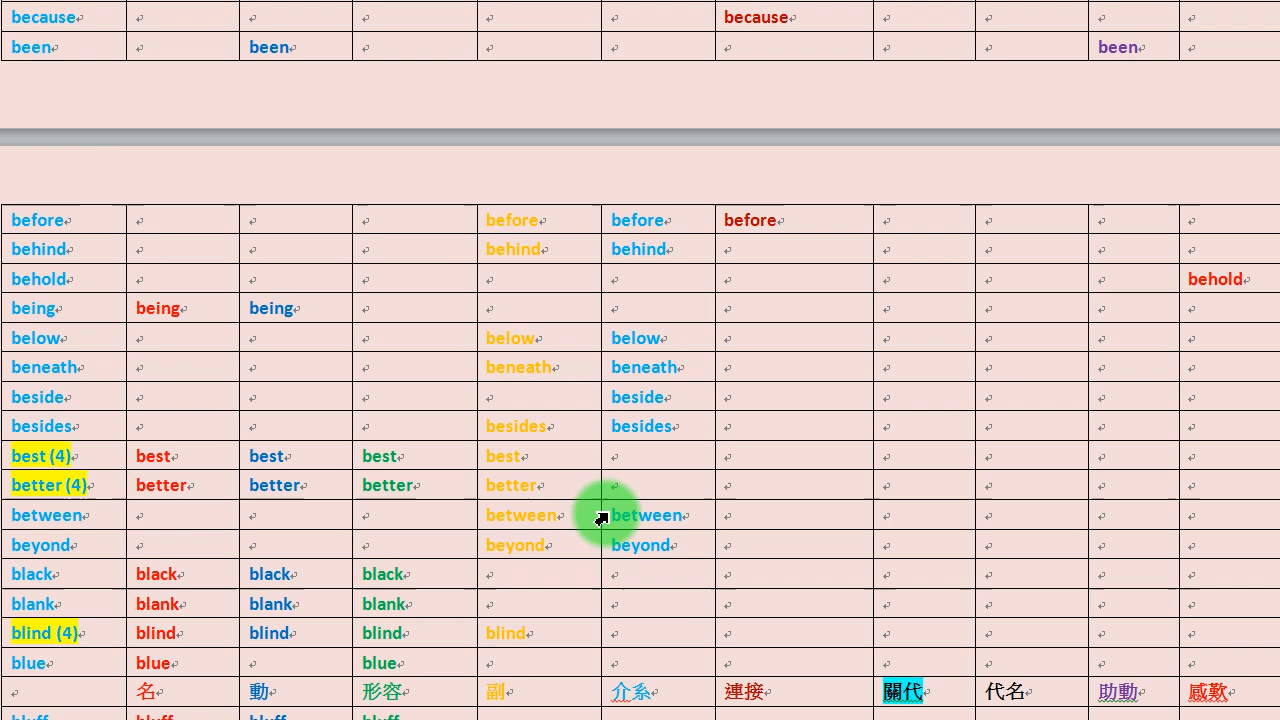 because because
been been been
before before before before
behind behind behind
behold behold
being being being
below below below
beneath beneath beneath
beside beside
besides besides besides
best (4) best best best best
better (4) better better better better
between between between
beyond beyond beyond
black black black black
blank blank blank blank
blind (4) blind blind blind blind
blue blue blue
名 動 形容 副 介系 連接 關代 代名 助動 感歎
bluff bluff bluff bluff